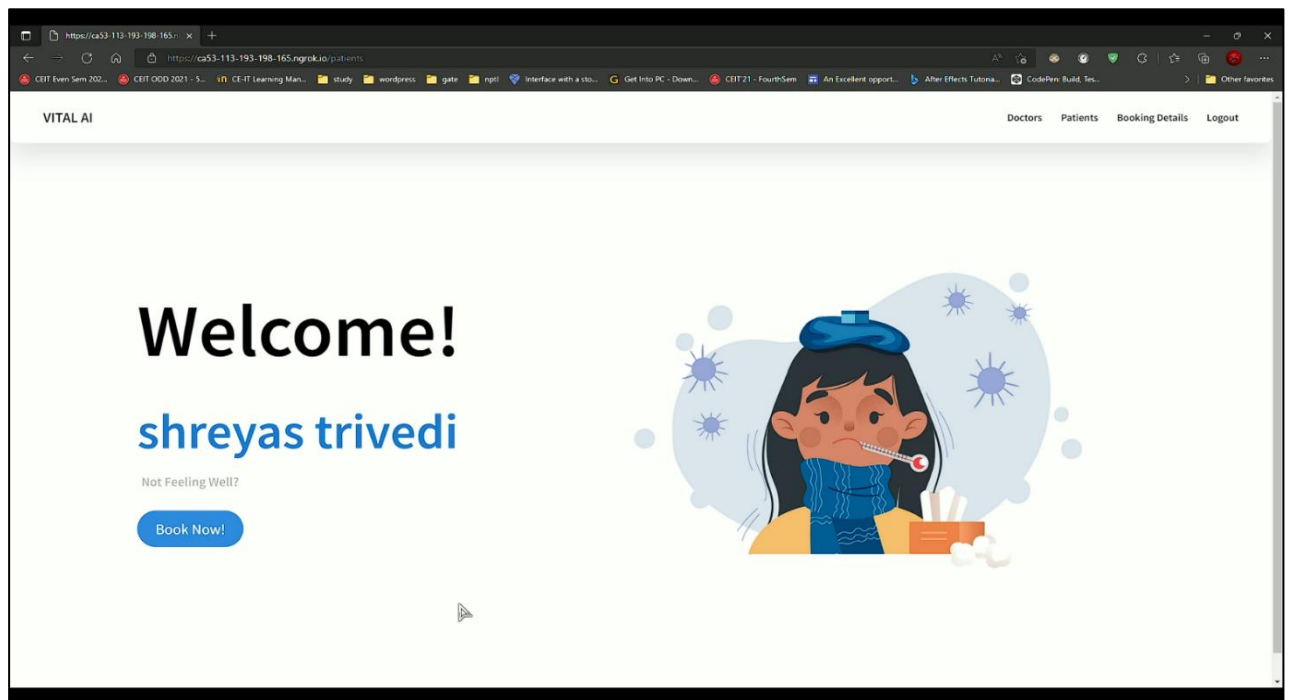 https://ca53-113-193-198-165.n
https://ca53-113-193-198-165.ngrok.io/patients
CEIT Even Sem 202... CEIT ODD 2021 - 5... CE-IT Learning Man... study wordpress gate nptl Interface with a sto... Get Into PC - Down... CEIT'21 - FourthSem An Excellent opport... After Effects Tutoria... CodePen: Build, Tes... Other favorites
VITAL AI Doctors Patients Booking Details Logout
Welcome!
shreyas trivedi
Not Feeling Well?
Book Now!